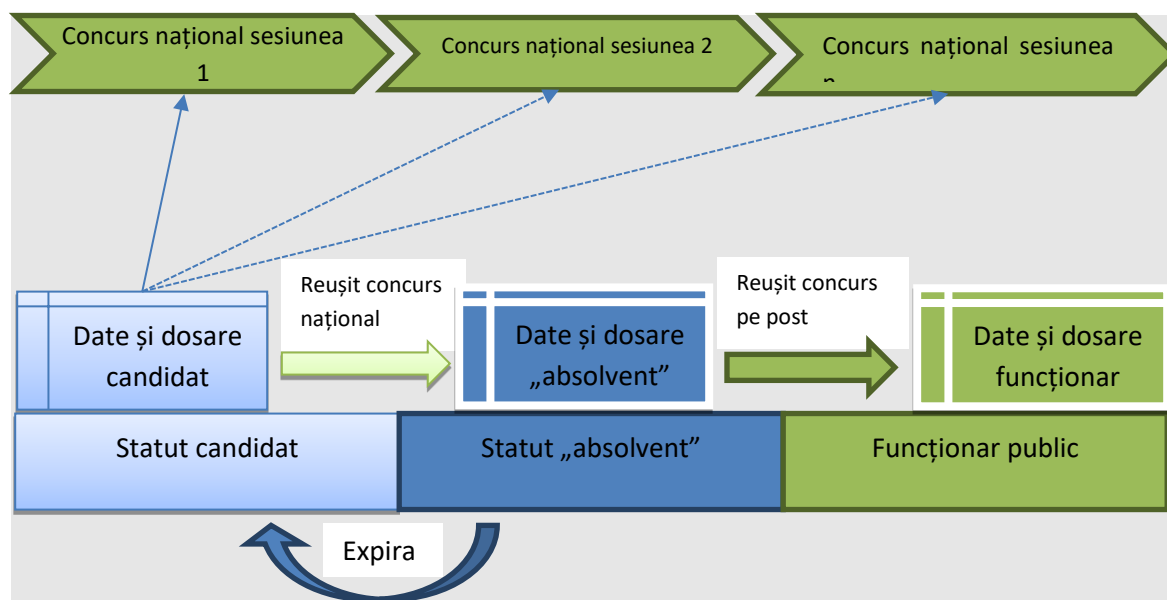 Concurs național sesiunea
1
Concurs național sesiunea 2
Concurs național sesiunea
Reușit concurs
național
Reușit concurs
pe post
Date și dosare
candidat
Date și dosare
„absolvent”
Date și dosare
funcționar
Statut candidat
Statut „absolvent”
Funcționar public
Expira